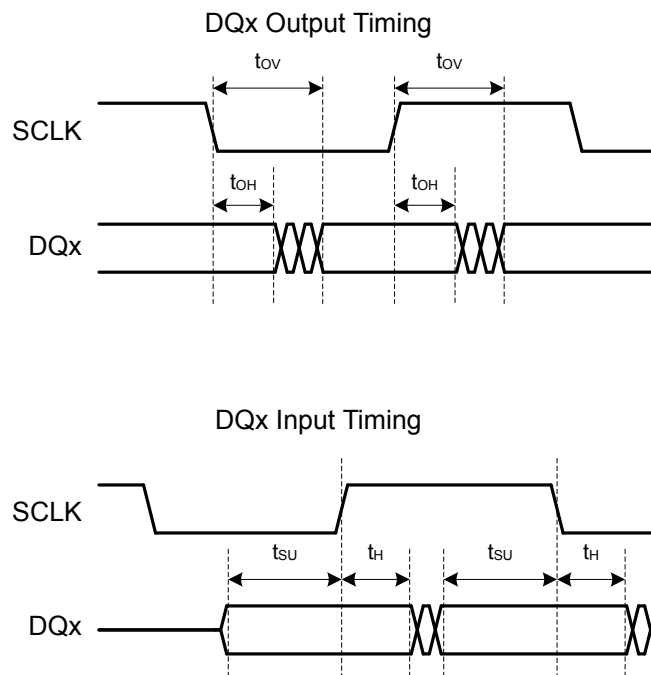 DQx Output Timing
tOV tOV
SCLK
tOH tOH
DQx
DQx Input Timing
SCLK
tSU tH tSU tH
DQx